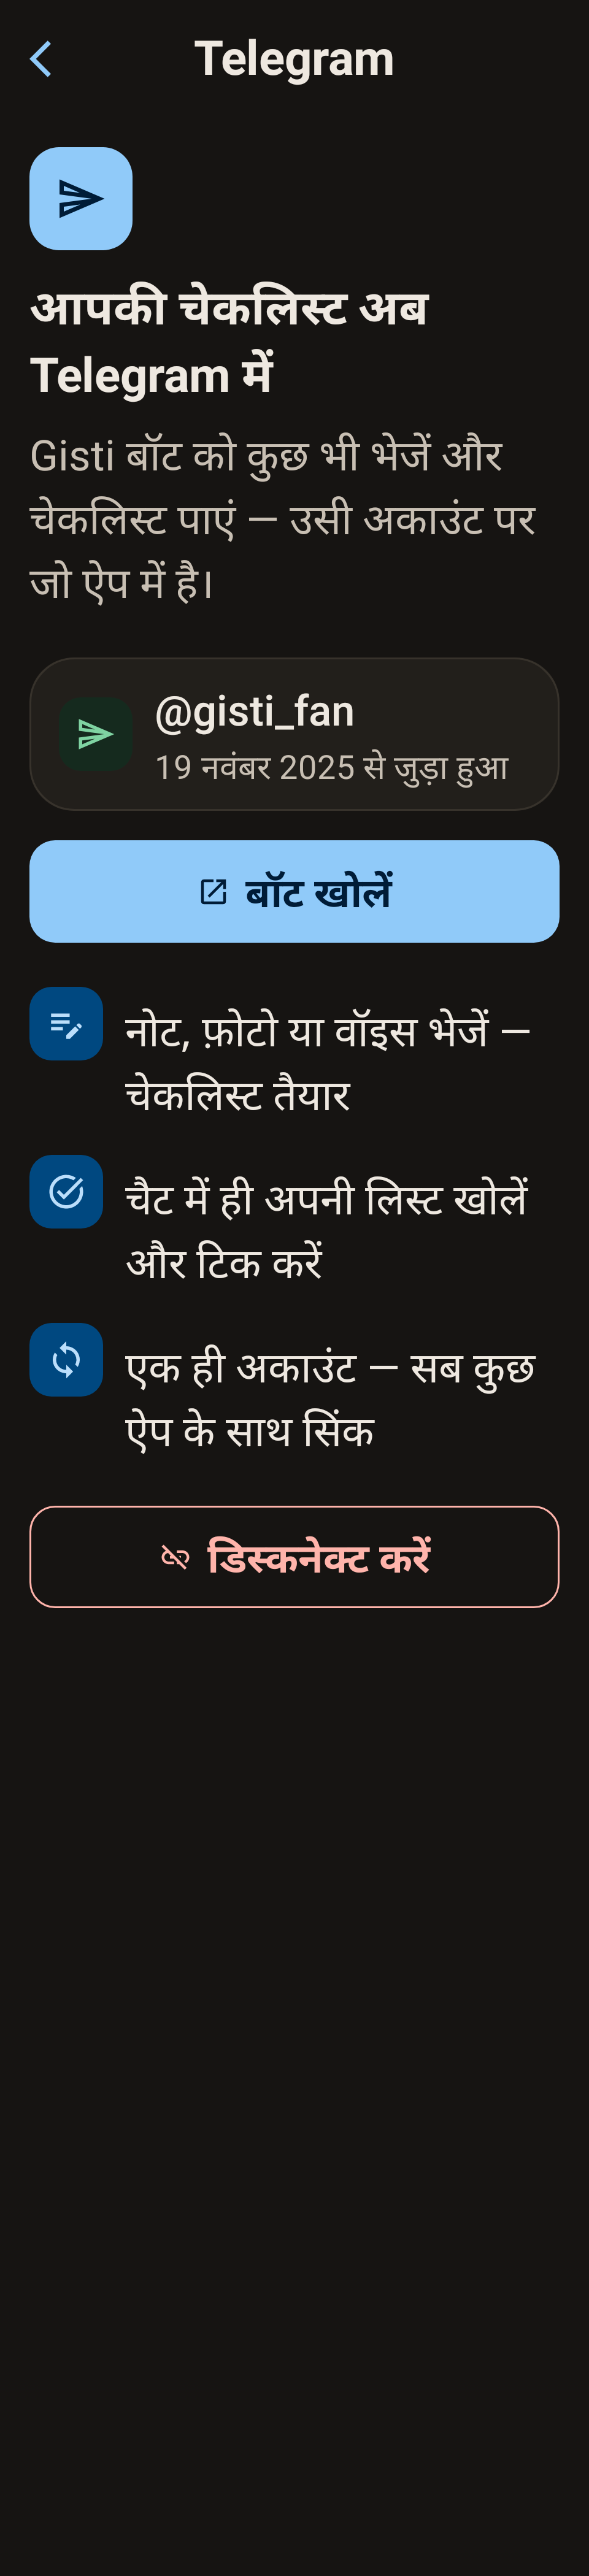 Telegram
आपकी चेकलिस्ट अब
Telegram में
Gisti बॉट को कुछ भी भेजें और
चेकलिस्ट पाएं — उसी अकाउंट पर
जो ऐप में है।
@gisti_fan
19 नवंबर 2025 से जुड़ा हुआ
बॉट खोलें
नोट, फ़ोटो या वॉइस भेजें —
चेकलिस्ट तैयार
चैट में ही अपनी लिस्ट खोलें
और टिक करें
एक ही अकाउंट — सब कुछ
ऐप के साथ सिंक
डिस्कनेक्ट करें